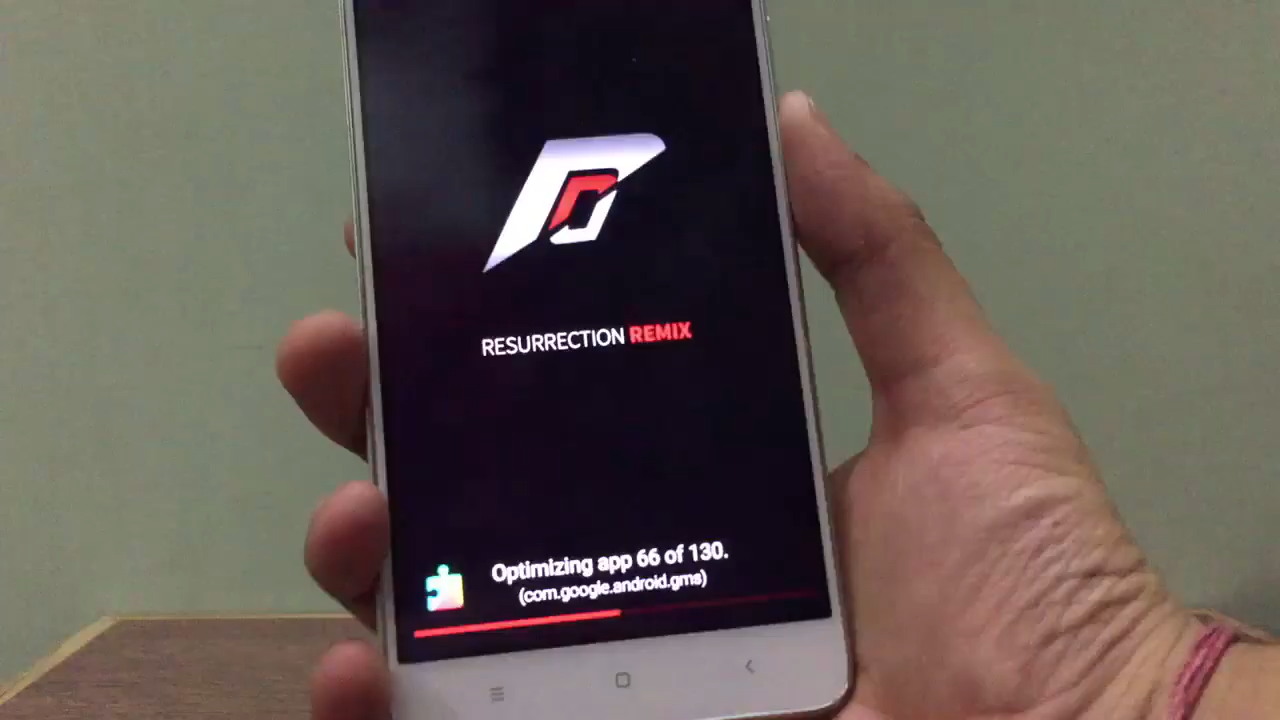 RESURRECTION REMIX
Optimizing app 66 of 130.
(com.google.android.gms)